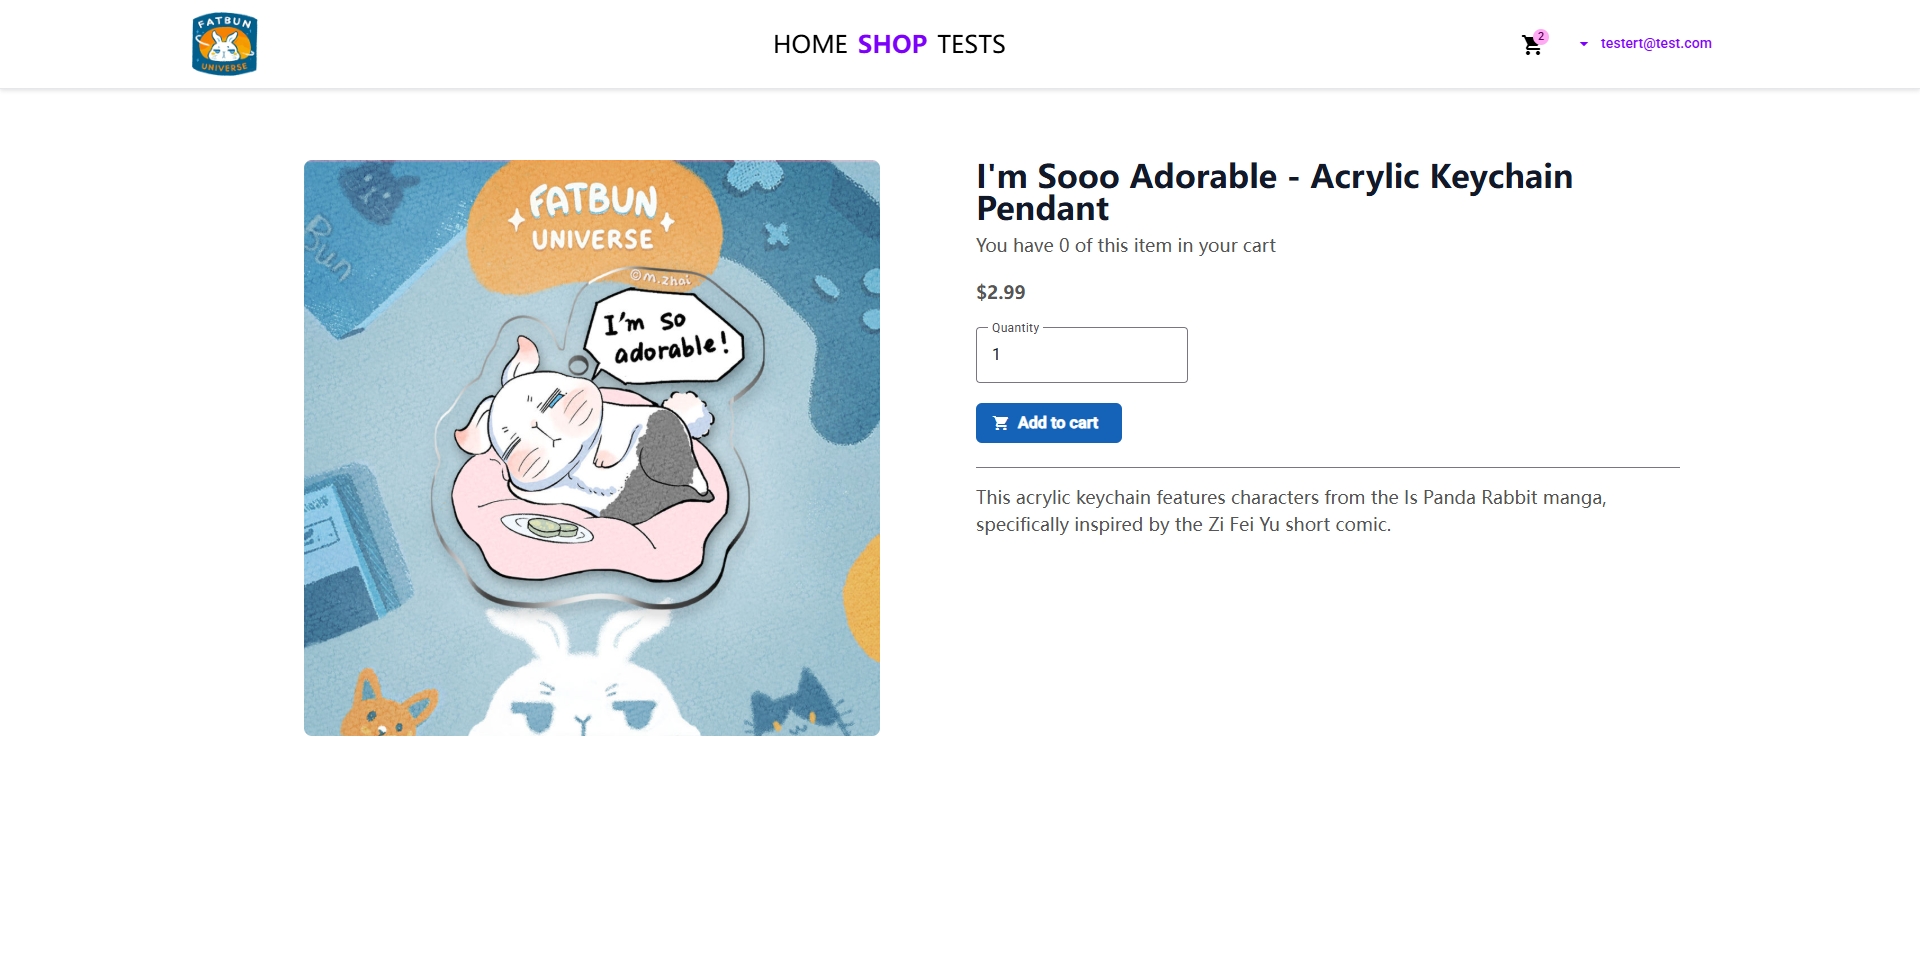 FATBUN
UNIVERSE
HOME SHOP TESTS
2
testert@test.com
Bun
FATBUN
UNIVERSE
©m.zhai
I'm so
adorable!
I'm Sooo Adorable - Acrylic Keychain
Pendant
You have 0 of this item in your cart
$2.99
Quantity
1
Add to cart
This acrylic keychain features characters from the Is Panda Rabbit manga,
specifically inspired by the Zi Fei Yu short comic.